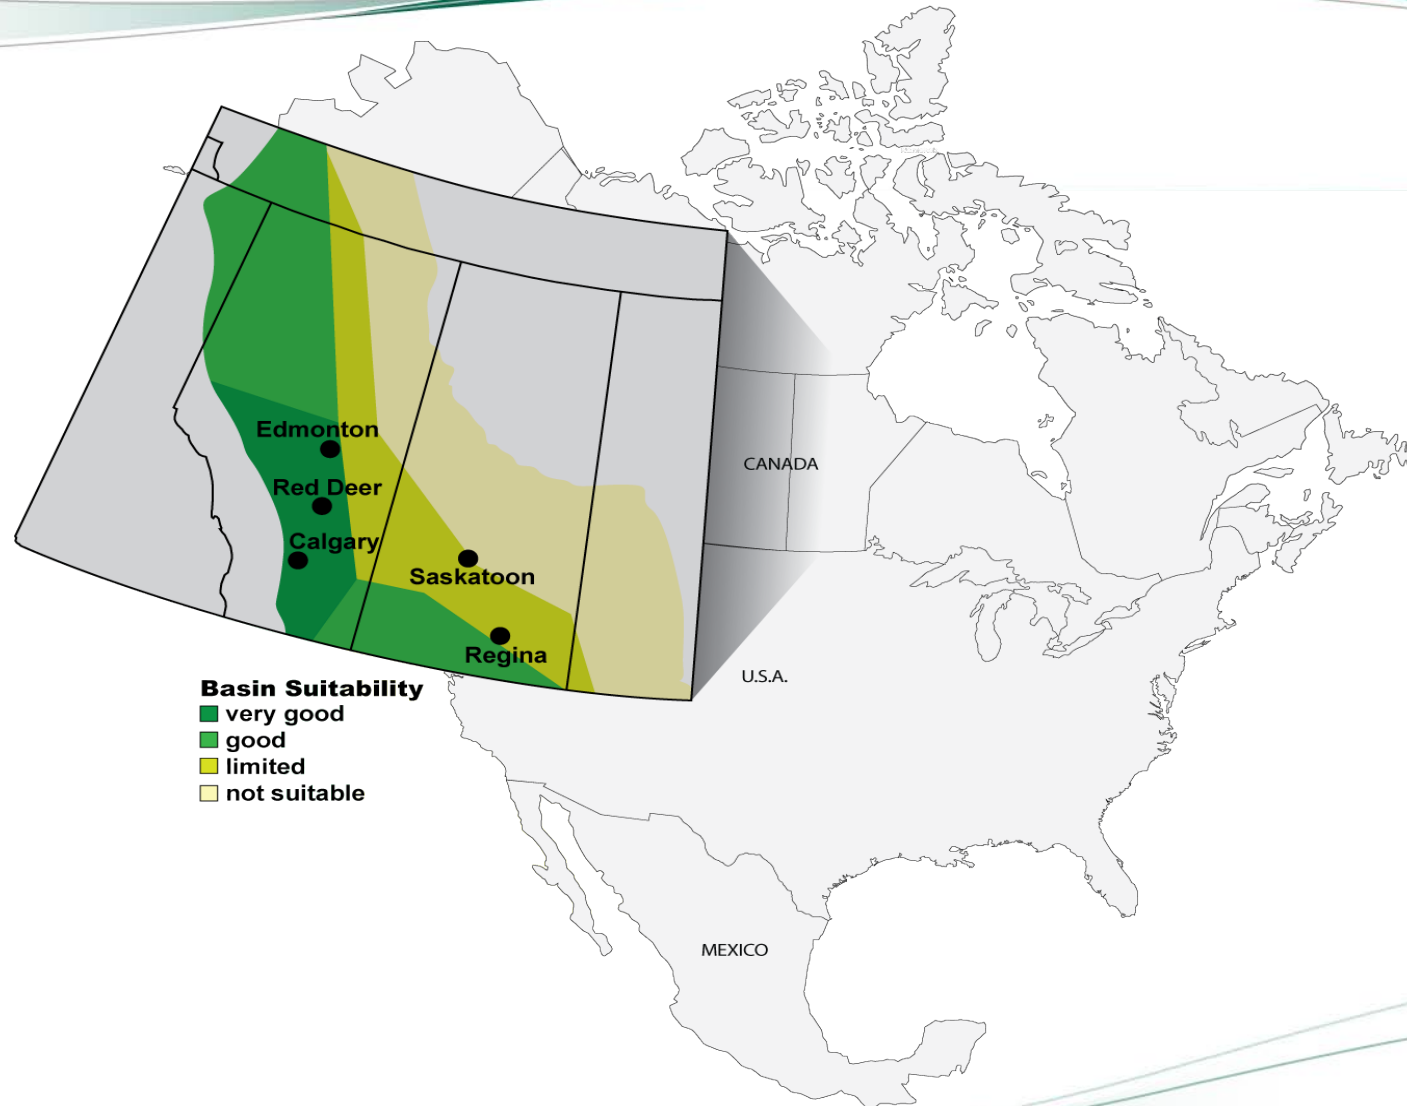 Edmonton
Red Deer
Calgary
Saskatoon
Regina
CANADA
U.S.A.
MEXICO
Basin Suitability
very good
good
limited
not suitable